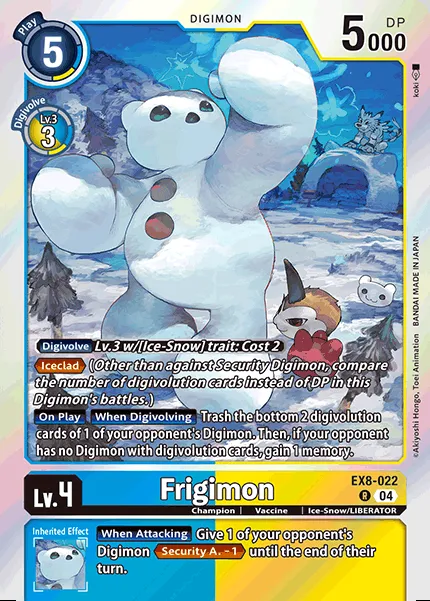 DIGIMON
Play
5
DP
5000
Digivolve
Lv.3
3
koki
©Akiyoshi Hongo, Toei Animation BANDAI MADE IN JAPAN
Digivolve Lv.3 w/[Ice-Snow] trait: Cost 2
Iceclad (Other than against Security Digimon, compare
the number of digivolution cards instead of DP in this
Digimon's battles.)
On Play When Digivolving Trash the bottom 2 digivolution
cards of 1 of your opponent's Digimon. Then, if your opponent
has no Digimon with digivolution cards, gain 1 memory.
Lv.4
Frigimon
EX8-022
R 04
Champion Vaccine Ice-Snow/LIBERATOR
Inherited Effect
When Attacking Give 1 of your opponent's
Digimon Security A. -1 until the end of their
turn.